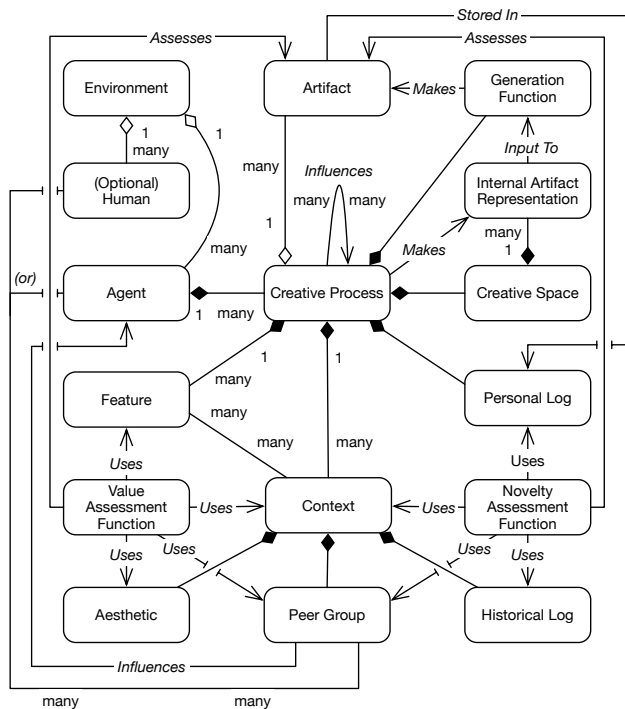 Stored In
Assesses
Assesses
Environment
Artifact
Generation
Function
Makes
1
many
1
Input To
many
Influences
many
many
(Optional)
Human
Internal Artifact
Representation
many
1
many
1
Makes
(or)
Agent
Creative Process
Creative Space
1
many
1
1
many
many
Feature
Personal Log
many
many
Uses
Uses
Value
Assessment
Function
Uses
Context
Uses
Novelty
Assessment
Function
Uses
Uses
Uses
Uses
Aesthetic
Peer Group
Historical Log
Influences
many
many